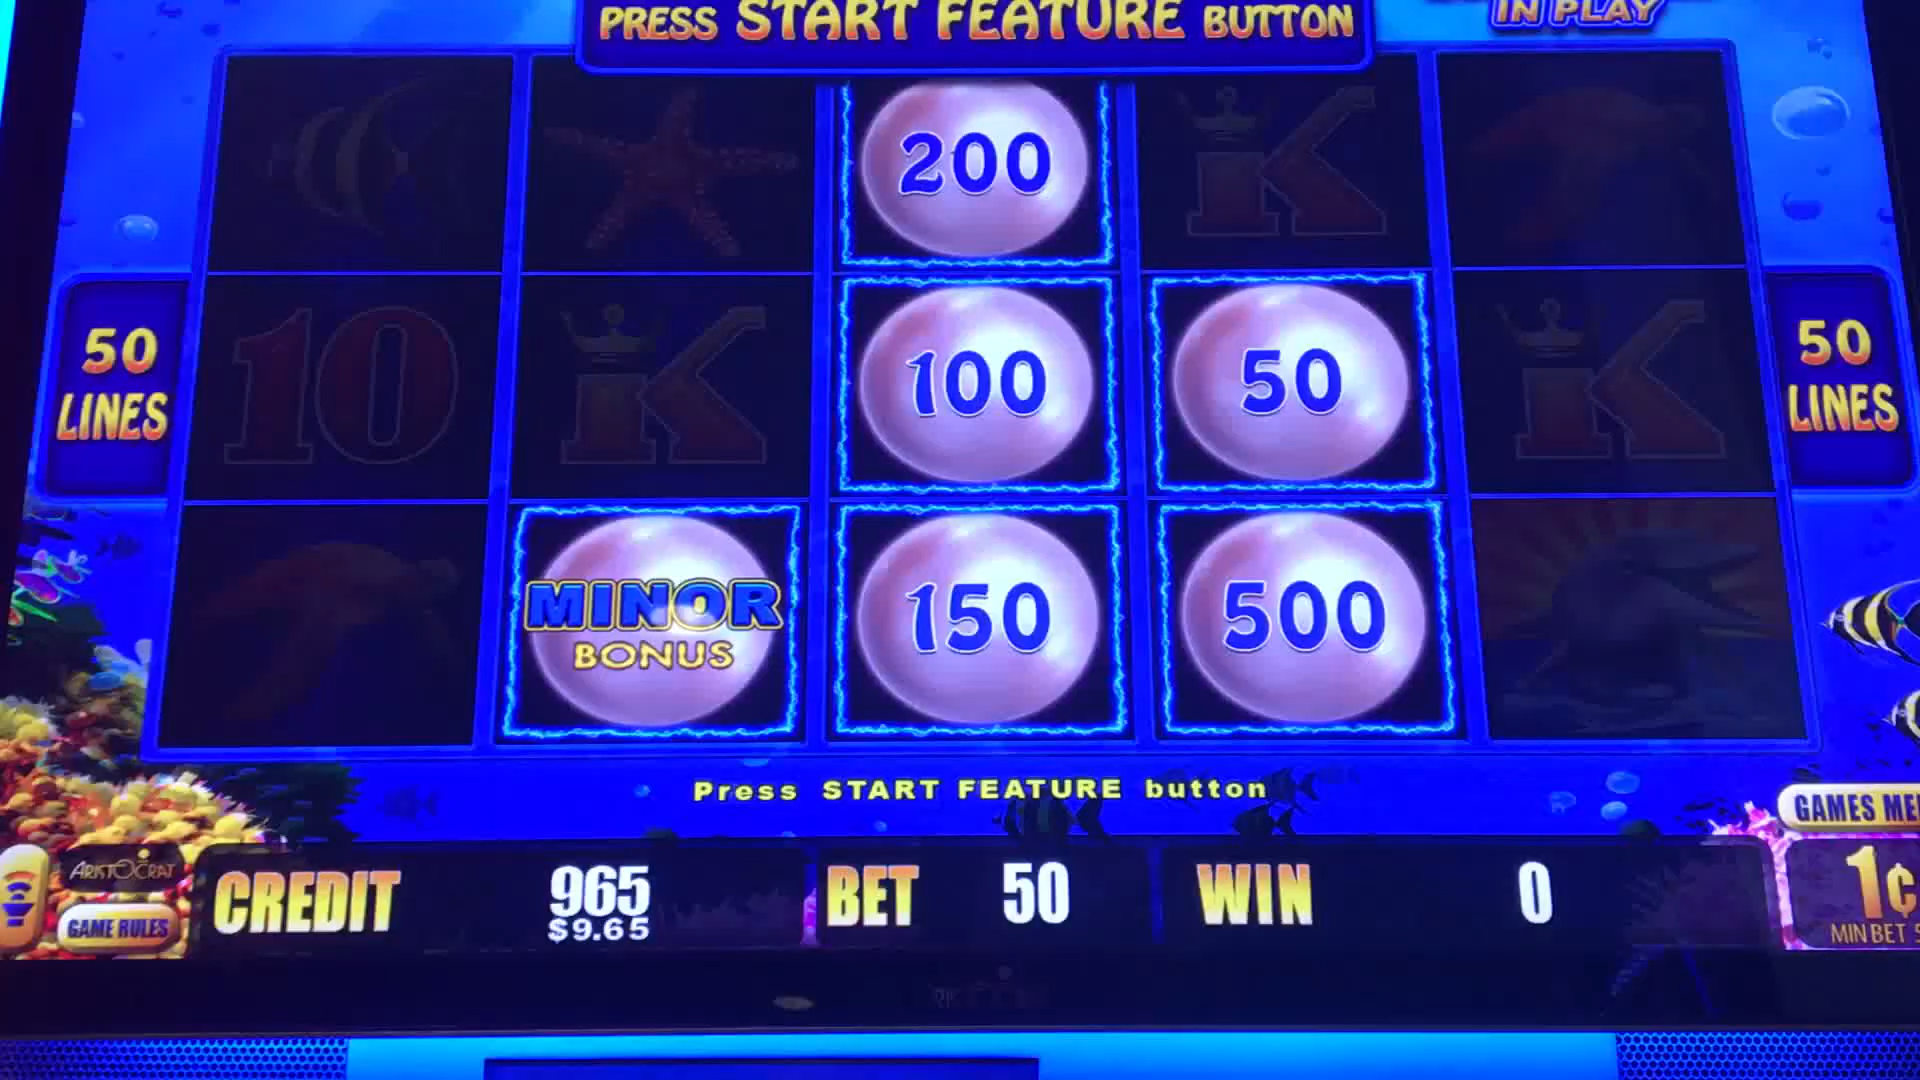 PRESS START FEATURE BUTTON
IN PLAY
200
K
50
LINES
10
K
100
50
K
50
LINES
MINOR
BONUS
150
500
Press START FEATURE button
GAMES
ARISTOCRAT
GAME RULES
CREDIT 965
$9.65
BET 50
WIN 0
1¢
MIN BET